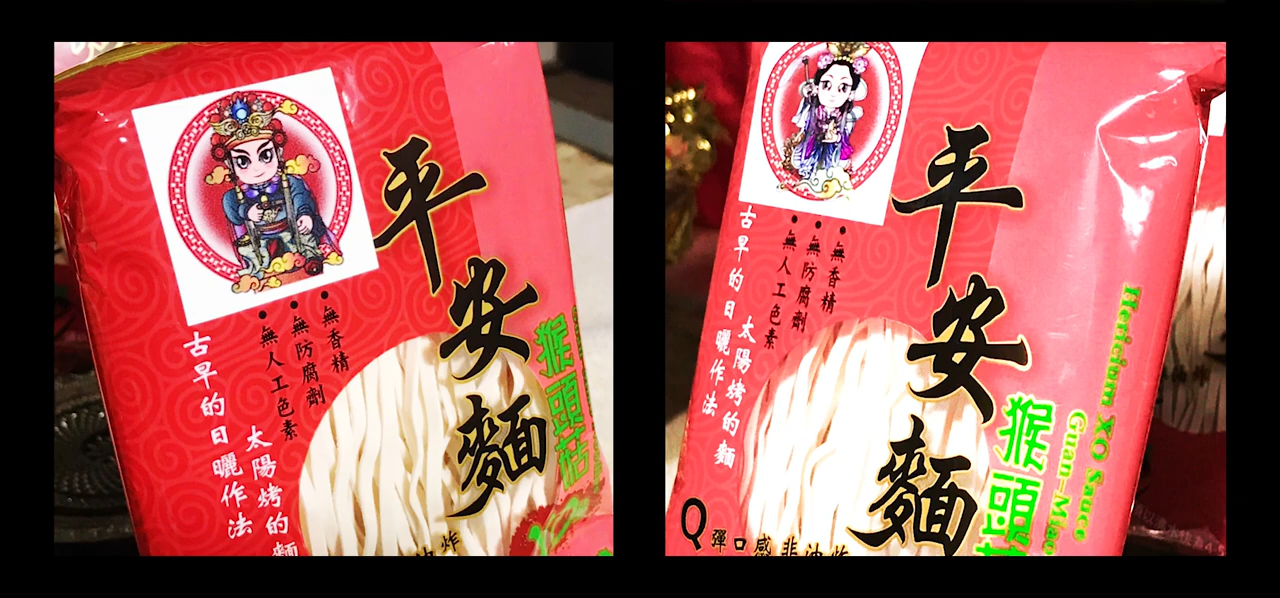 平安麵
猴頭菇
無香精
無防腐劑
無人工色素
古早的日曬作法
太陽烤的麵
油炸
平安麵
猴頭菇
Hericium XO Sauce
Guan-Miao
無香精
無防腐劑
無人工色素
古早的日曬作法
太陽烤的麵
Q彈口感非油炸